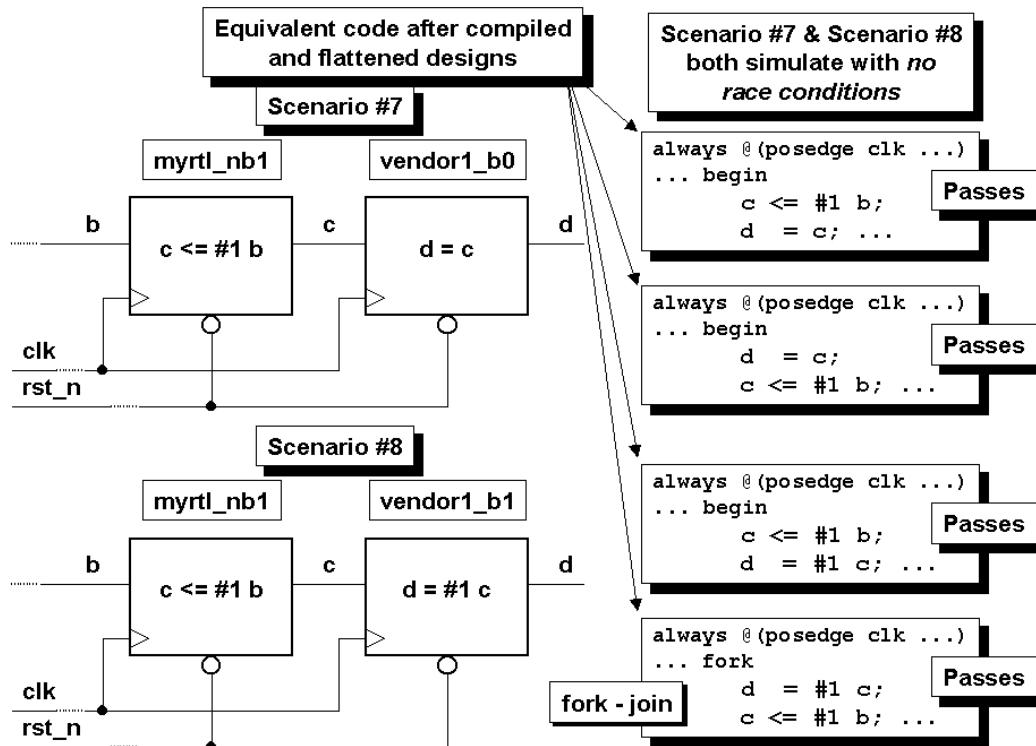 Equivalent code after compiled
and flattened designs
Scenario #7 & Scenario #8
both simulate with no
race conditions
Scenario #7
myrtl_nb1
vendor1_b0
b
c <= #1 b
c
d = c
d
clk
rst_n
Scenario #8
myrtl_nb1
vendor1_b1
b
c <= #1 b
c
d = #1 c
d
clk
rst_n
always @(posedge clk ...)
... begin
c <= #1 b;
d  = c; ...
Passes
always @(posedge clk ...)
... begin
d  = c;
c <= #1 b; ...
Passes
always @(posedge clk ...)
... begin
c <= #1 b;
d  = #1 c; ...
Passes
always @(posedge clk ...)
... fork
d  = #1 c;
c <= #1 b; ...
Passes
fork - join